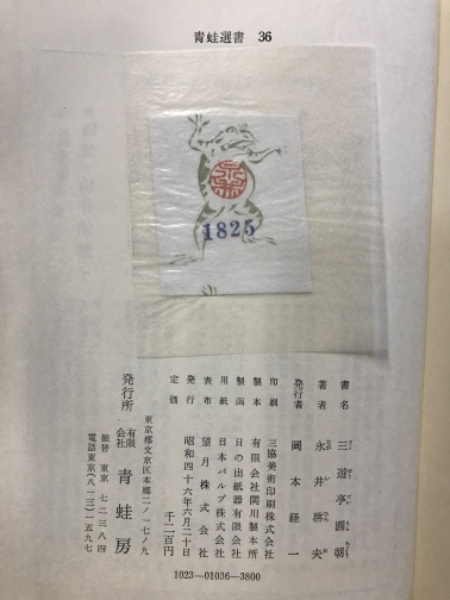 青蛙選書 36
1825
書名 三遊亭圓朝
著者 永井啓夫
発行者 岡本経一
印刷 三協美術印刷株式会社
製本 有限会社関川製本所
製函 日の出紙器有限会社
用紙 日本パルプ株式会社
表布 望月株式会社
発行 昭和四十六年六月二十日
定価 千二百円
東京都文京区本郷二ノ一七ノ九
発行所 有限会社 青蛙房
振替 東京 七二三八四
電話東京(八一三)一五九七
1023―01036―3800